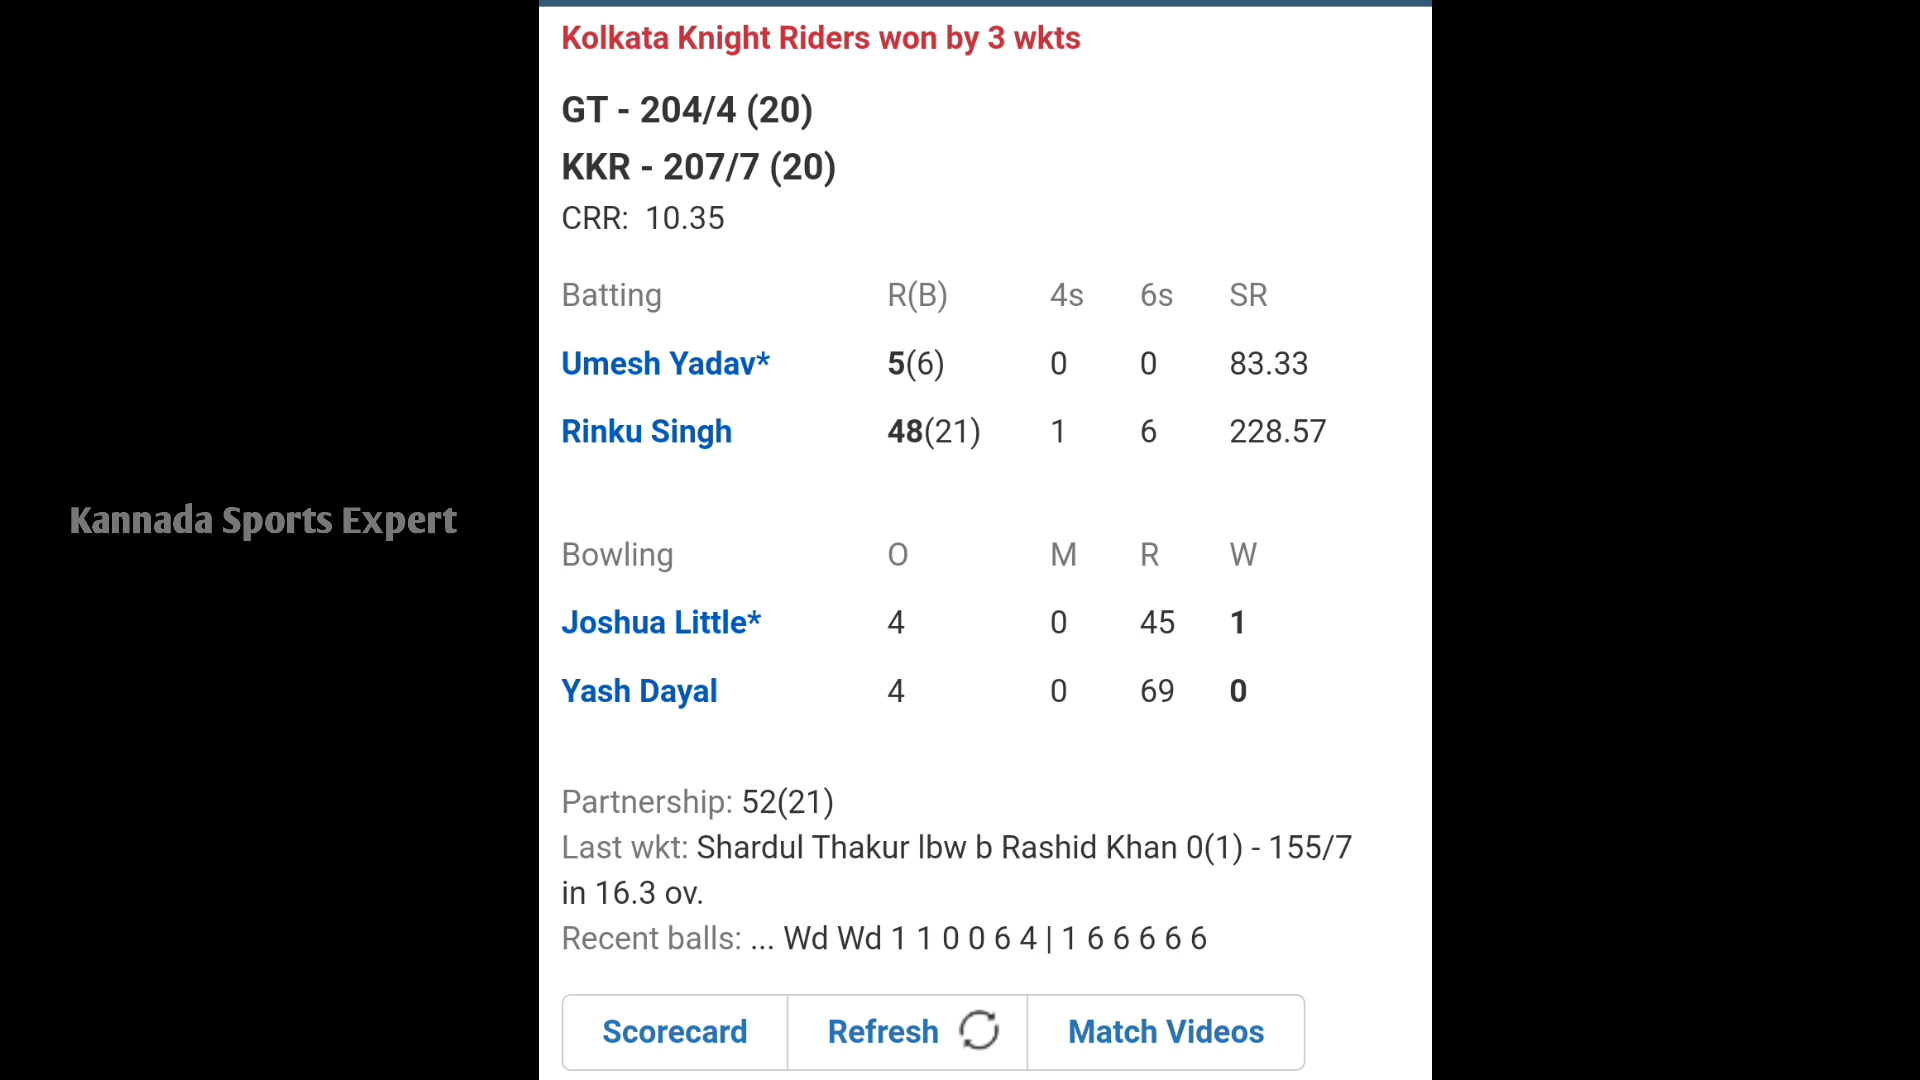 Kolkata Knight Riders won by 3 wkts
GT - 204/4 (20)
KKR - 207/7 (20)
CRR: 10.35
Batting R(B) 4s 6s SR
Umesh Yadav* 5(6) 0 0 83.33
Rinku Singh 48(21) 1 6 228.57
Kannada Sports Expert
Bowling O M R W
Joshua Little* 4 0 45 1
Yash Dayal 4 0 69 0
Partnership: 52(21)
Last wkt: Shardul Thakur lbw b Rashid Khan 0(1) - 155/7
in 16.3 ov.
Recent balls: ... Wd Wd 1 1 0 0 6 4 | 1 6 6 6 6 6
Scorecard Refresh Match Videos